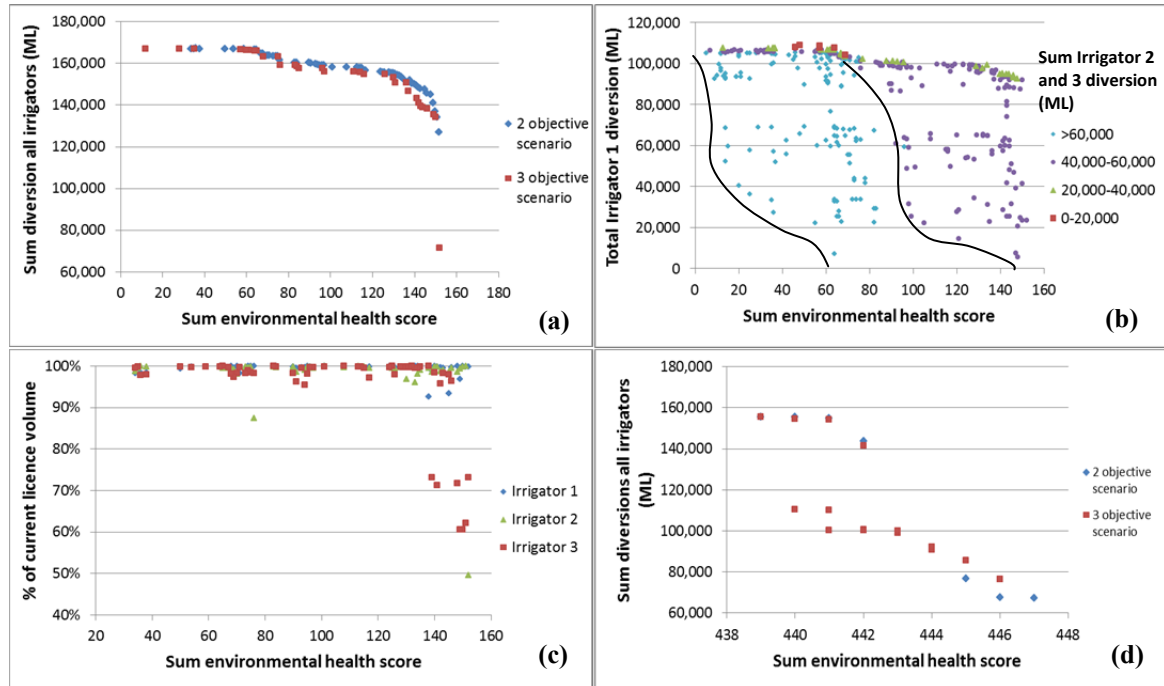 180,000
160,000
140,000
120,000
100,000
80,000
60,000
Sum diversion all irrigators (ML)
0 20 40 60 80 100 120 140 160 180
Sum environmental health score
2 objective
scenario
3 objective
scenario
(a)
120,000
100,000
80,000
60,000
40,000
20,000
0
Total Irrigator 1 diversion (ML)
0 20 40 60 80 100 120 140 160
Sum environmental health score
Sum Irrigator 2
and 3 diversion
(ML)
>60,000
40,000-60,000
20,000-40,000
0-20,000
(b)
100%
90%
80%
70%
60%
50%
40%
% of current licence volume
20 40 60 80 100 120 140 160
Sum environmental health score
Irrigator 1
Irrigator 2
Irrigator 3
(c)
180,000
160,000
140,000
120,000
100,000
80,000
60,000
Sum diversions all irrigators
(ML)
438 440 442 444 446 448
Sum environmental health score
2 objective
scenario
3 objective
scenario
(d)